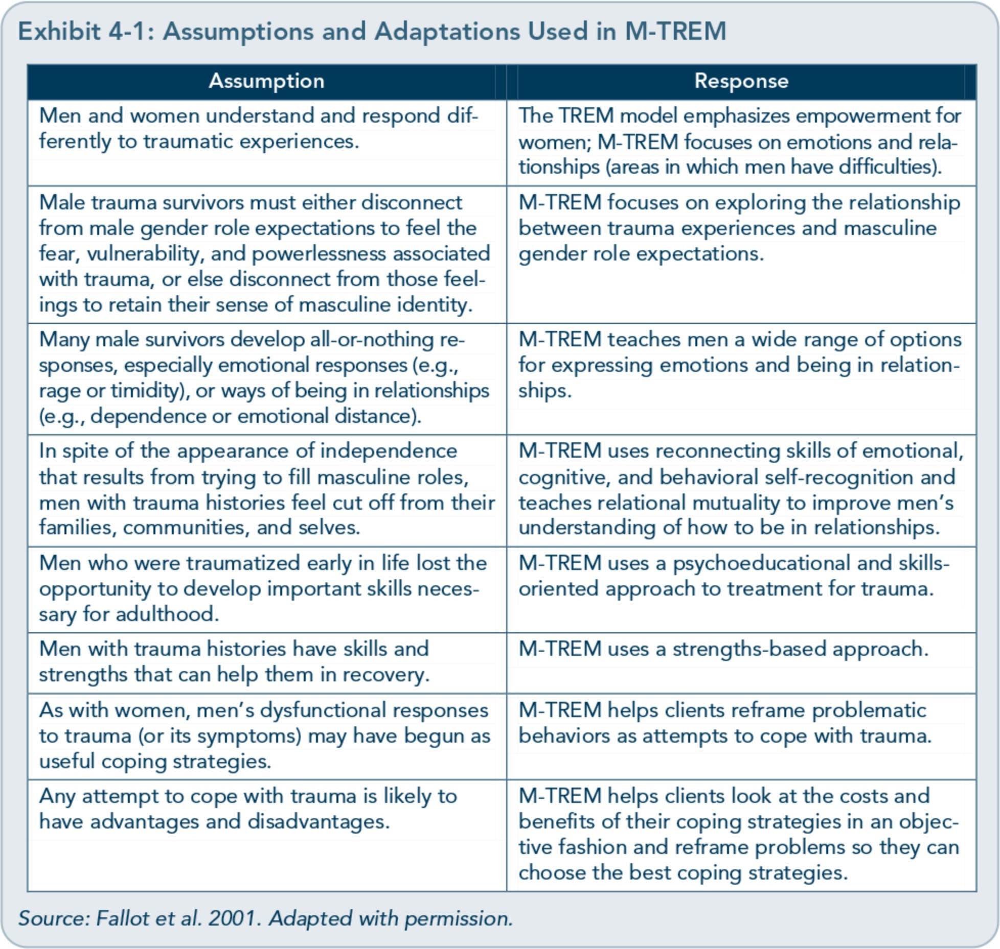 Exhibit 4-1: Assumptions and Adaptations Used in M-TREM
Assumption
Response
Men and women understand and respond dif-
ferently to traumatic experiences.
The TREM model emphasizes empowerment for
women; M-TREM focuses on emotions and rela-
tionships (areas in which men have difficulties).
Male trauma survivors must either disconnect
from male gender role expectations to feel the
fear, vulnerability, and powerlessness associated
with trauma, or else disconnect from those feel-
ings to retain their sense of masculine identity.
M-TREM focuses on exploring the relationship
between trauma experiences and masculine
gender role expectations.
Many male survivors develop all-or-nothing re-
sponses, especially emotional responses (e.g.,
rage or timidity), or ways of being in relationships
(e.g., dependence or emotional distance).
M-TREM teaches men a wide range of options
for expressing emotions and being in relation-
ships.
In spite of the appearance of independence
that results from trying to fill masculine roles,
men with trauma histories feel cut off from their
families, communities, and selves.
M-TREM uses reconnecting skills of emotional,
cognitive, and behavioral self-recognition and
teaches relational mutuality to improve men's
understanding of how to be in relationships.
Men who were traumatized early in life lost the
opportunity to develop important skills neces-
sary for adulthood.
M-TREM uses a psychoeducational and skills-
oriented approach to treatment for trauma.
Men with trauma histories have skills and
strengths that can help them in recovery.
M-TREM uses a strengths-based approach.
As with women, men's dysfunctional responses
to trauma (or its symptoms) may have begun as
useful coping strategies.
M-TREM helps clients reframe problematic
behaviors as attempts to cope with trauma.
Any attempt to cope with trauma is likely to
have advantages and disadvantages.
M-TREM helps clients look at the costs and
benefits of their coping strategies in an objec-
tive fashion and reframe problems so they can
choose the best coping strategies.
Source: Fallot et al. 2001. Adapted with permission.